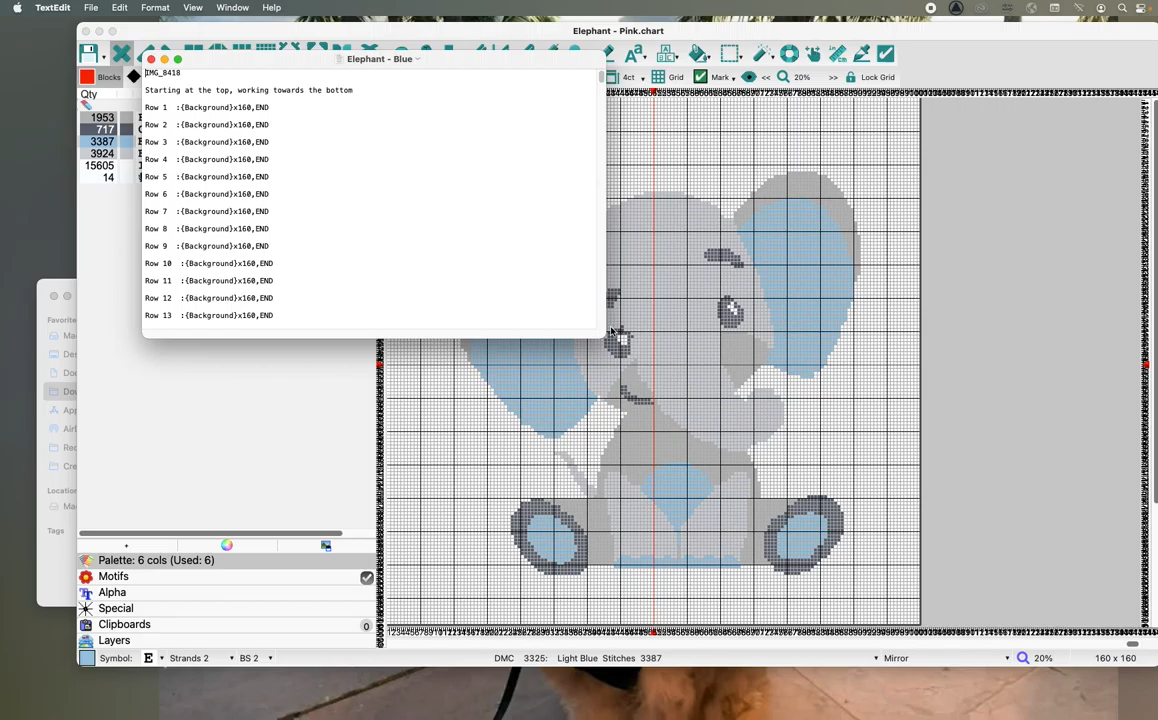 TextEdit File Edit Format View Window Help
Elephant - Pink.chart
Elephant - Blue
Blocks
4ct
Grid
Mark
<<
20%
>>
Lock Grid
Qty
1953
717
3387
3924
15605
14
IMG_8418
Starting at the top, working towards the bottom
Row 1 :{Background}x160,END
Row 2 :{Background}x160,END
Row 3 :{Background}x160,END
Row 4 :{Background}x160,END
Row 5 :{Background}x160,END
Row 6 :{Background}x160,END
Row 7 :{Background}x160,END
Row 8 :{Background}x160,END
Row 9 :{Background}x160,END
Row 10 :{Background}x160,END
Row 11 :{Background}x160,END
Row 12 :{Background}x160,END
Row 13 :{Background}x160,END
Favorite
Location
Tags
Palette: 6 cols (Used: 6)
Motifs
Alpha
Special
Clipboards 0
Layers
Symbol: E Strands 2 BS 2 DMC 3325: Light Blue Stitches 3387 Mirror 20% 160 x 160